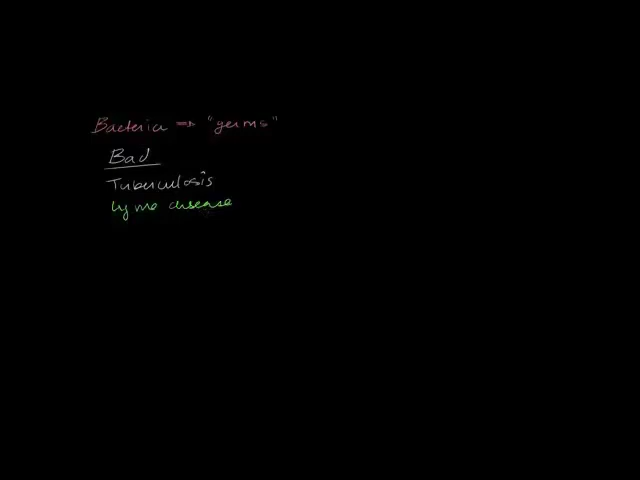 Bacteria ⇒ "germs"
Bad
Tuberculosis
Lyme disease